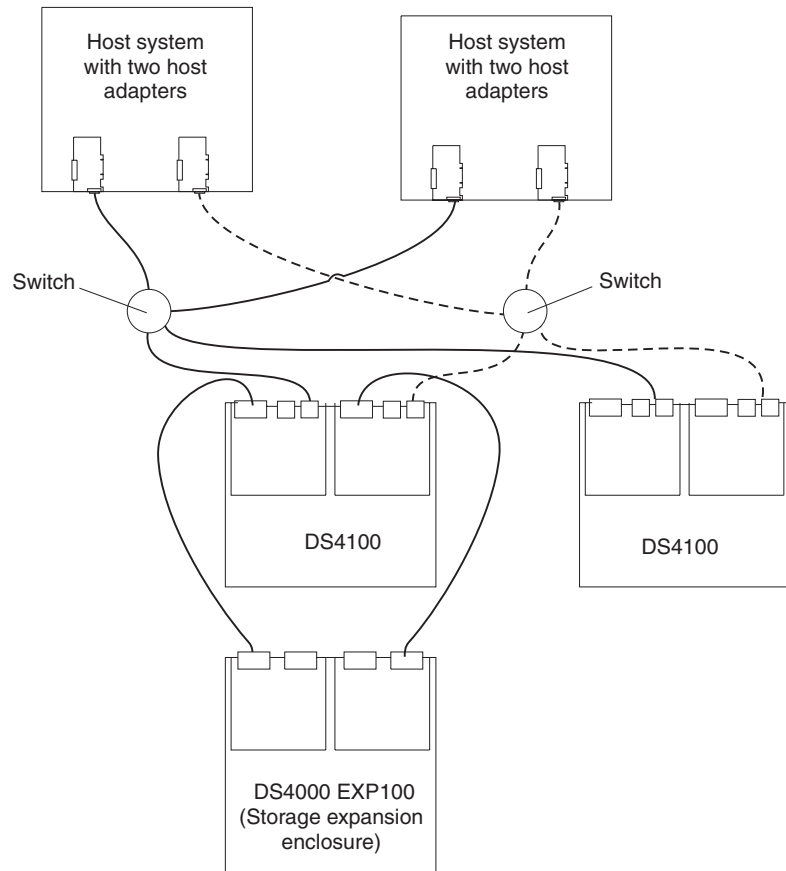 Host system
with two host
adapters
Host system
with two host
adapters
Switch
Switch
DS4100
DS4100
DS4000 EXP100
(Storage expansion
enclosure)